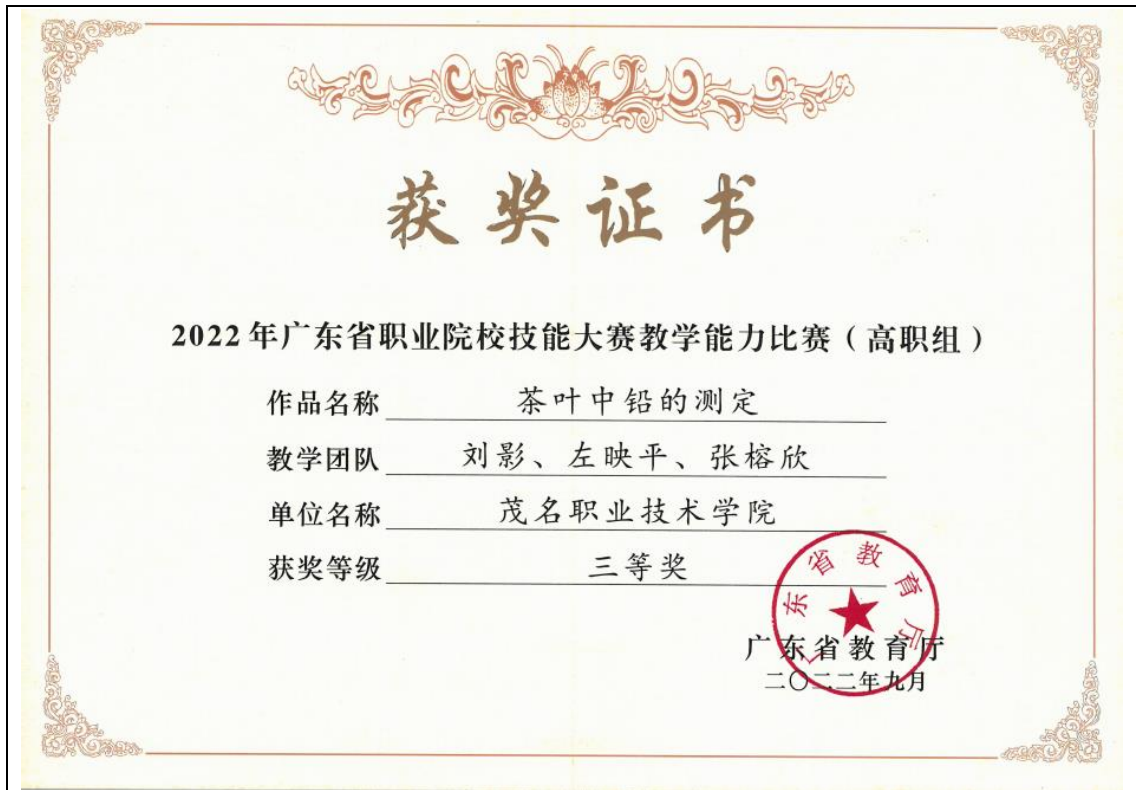 获奖证书
2022年广东省职业院校技能大赛教学能力比赛（高职组）
作品名称 茶叶中铅的测定
教学团队 刘影、左映平、张榕欣
单位名称 茂名职业技术学院
获奖等级 三等奖
广东省教育厅
广东省教育厅
二〇二二年九月